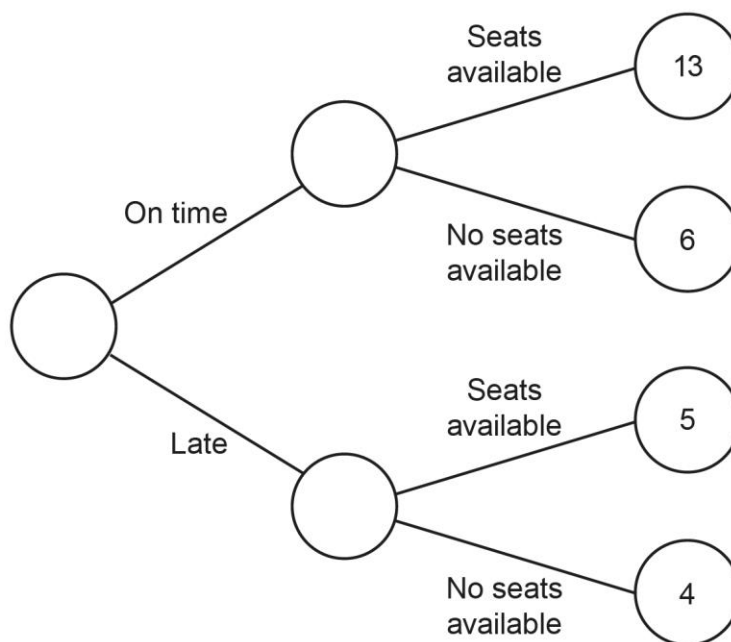 Seats
available
13
On time
No seats
available
6
Seats
available
5
Late
No seats
available
4